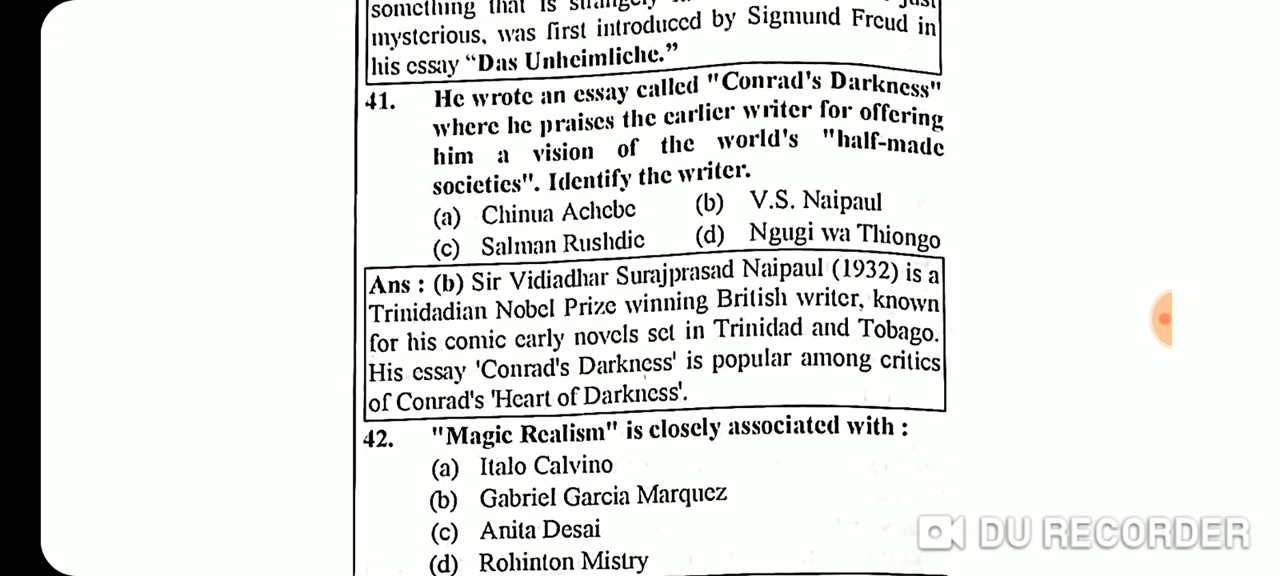 something that is strangely
mysterious, was first introduced by Sigmund Freud in
his essay “Das Unheimliche.”
41. He wrote an essay called "Conrad's Darkness"
where he praises the earlier writer for offering
him a vision of the world's "half-made
societies". Identify the writer.
(a) Chinua Achebe (b) V.S. Naipaul
(c) Salman Rushdie (d) Ngugi wa Thiongo
Ans : (b) Sir Vidiadhar Surajprasad Naipaul (1932) is a
Trinidadian Nobel Prize winning British writer, known
for his comic early novels set in Trinidad and Tobago.
His essay 'Conrad's Darkness' is popular among critics
of Conrad's 'Heart of Darkness'.
42. "Magic Realism" is closely associated with :
(a) Italo Calvino
(b) Gabriel Garcia Marquez
(c) Anita Desai
(d) Rohinton Mistry
DU RECORDER